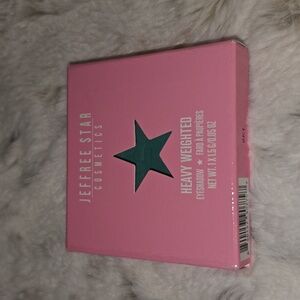 JEFFREE STAR
COSMETICS
HEAVY WEIGHTED
EYESHADOW ★ FARD À PAUPIÈRES
NET WT. 1 X 1.5 G/0.05 OZ